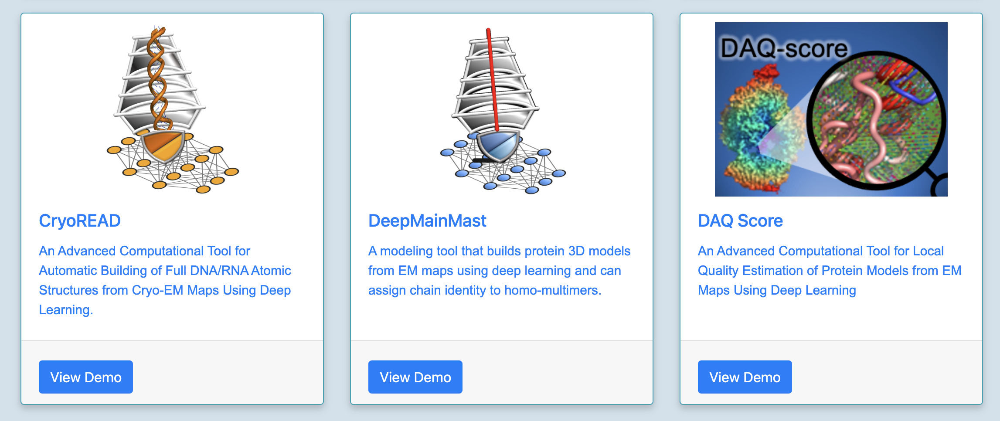 CryoREAD
An Advanced Computational Tool for
Automatic Building of Full DNA/RNA Atomic
Structures from Cryo-EM Maps Using Deep
Learning.
View Demo
DeepMainMast
A modeling tool that builds protein 3D models
from EM maps using deep learning and can
assign chain identity to homo-multimers.
View Demo
DAQ-score
DAQ Score
An Advanced Computational Tool for Local
Quality Estimation of Protein Models from EM
Maps Using Deep Learning
View Demo